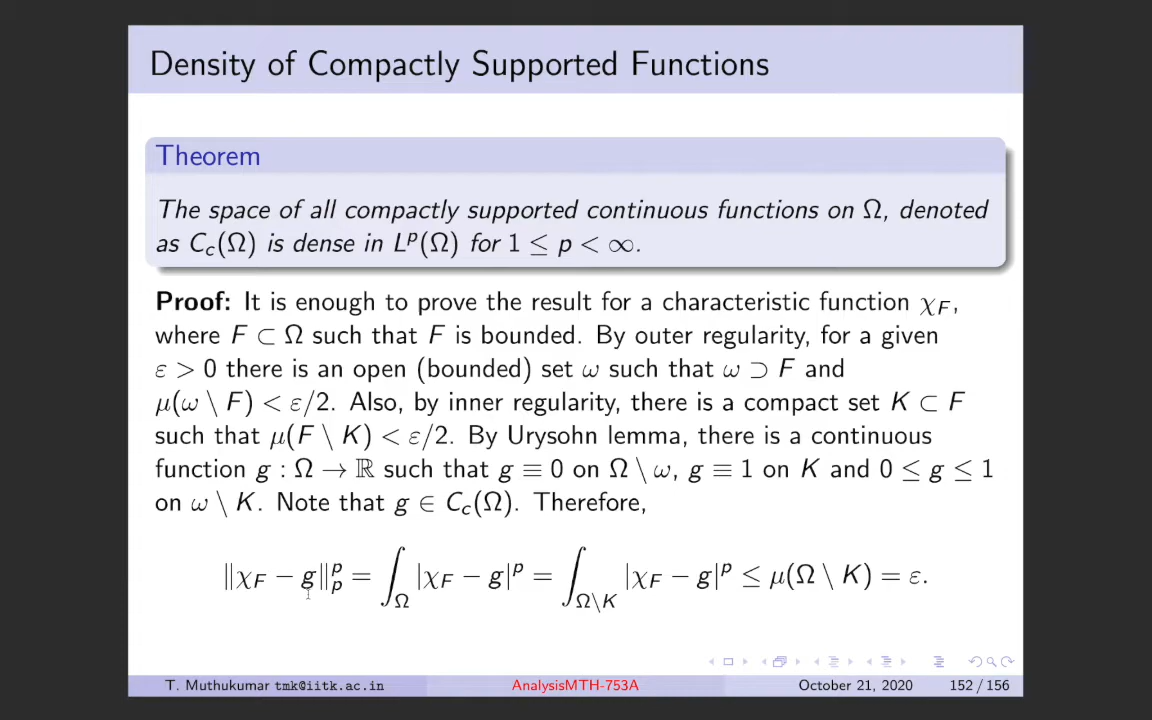 Density of Compactly Supported Functions
Theorem
The space of all compactly supported continuous functions on Ω, denoted
as C_c(Ω) is dense in L^p(Ω) for 1 ≤ p < ∞.
Proof: It is enough to prove the result for a characteristic function χ_F,
where F ⊂ Ω such that F is bounded. By outer regularity, for a given
ε > 0 there is an open (bounded) set ω such that ω ⊃ F and
μ(ω \ F) < ε/2. Also, by inner regularity, there is a compact set K ⊂ F
such that μ(F \ K) < ε/2. By Urysohn lemma, there is a continuous
function g : Ω → ℝ such that g ≡ 0 on Ω \ ω, g ≡ 1 on K and 0 ≤ g ≤ 1
on ω \ K. Note that g ∈ C_c(Ω). Therefore,
‖χ_F − g‖_p^p = ∫_Ω |χ_F − g|^p = ∫_{Ω\K} |χ_F − g|^p ≤ μ(Ω \ K) = ε.
T. Muthukumar tmk@iitk.ac.in AnalysisMTH-753A October 21, 2020 152 / 156